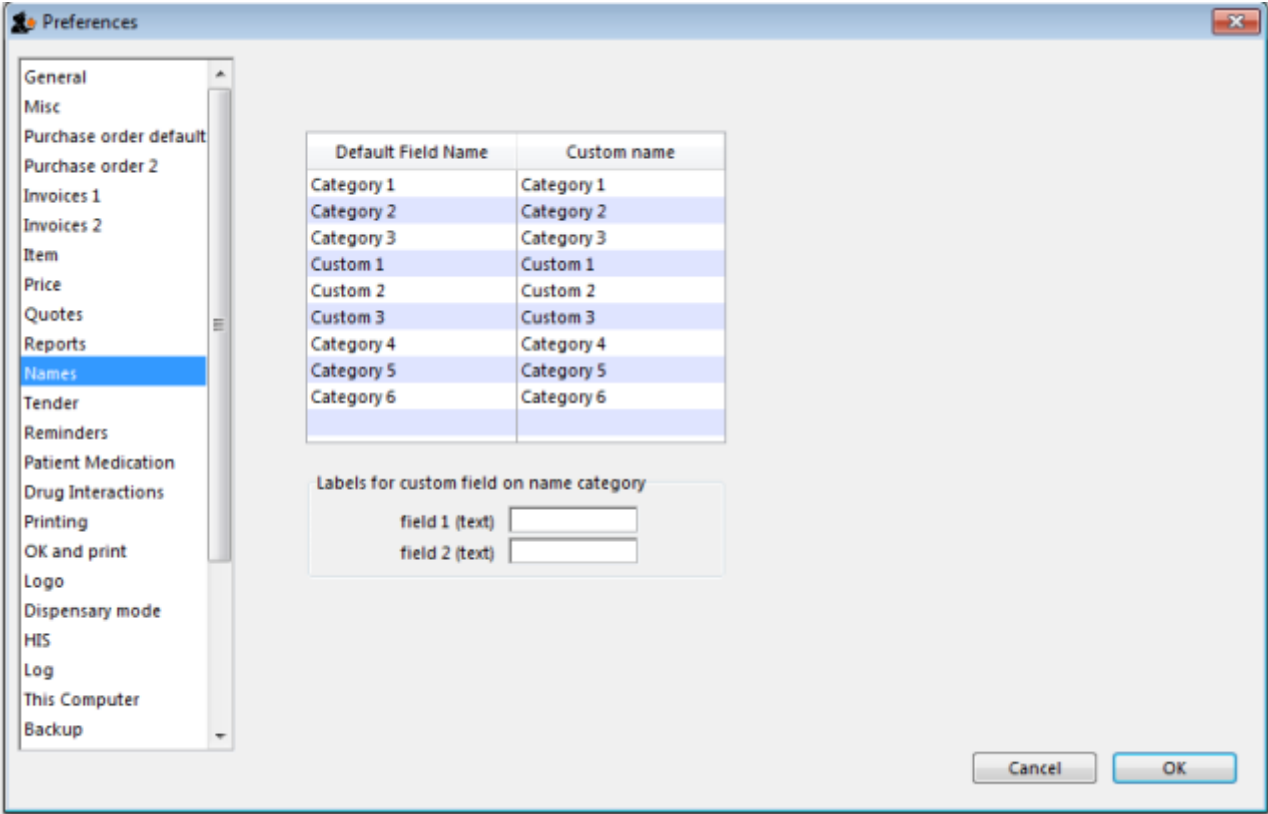 Preferences
General
Misc
Purchase order default
Purchase order 2
Invoices 1
Invoices 2
Item
Price
Quotes
Reports
Names
Tender
Reminders
Patient Medication
Drug Interactions
Printing
OK and print
Logo
Dispensary mode
HIS
Log
This Computer
Backup
Default Field Name Custom name
Category 1 Category 1
Category 2 Category 2
Category 3 Category 3
Custom 1 Custom 1
Custom 2 Custom 2
Custom 3 Custom 3
Category 4 Category 4
Category 5 Category 5
Category 6 Category 6
Labels for custom field on name category
field 1 (text)
field 2 (text)
Cancel OK